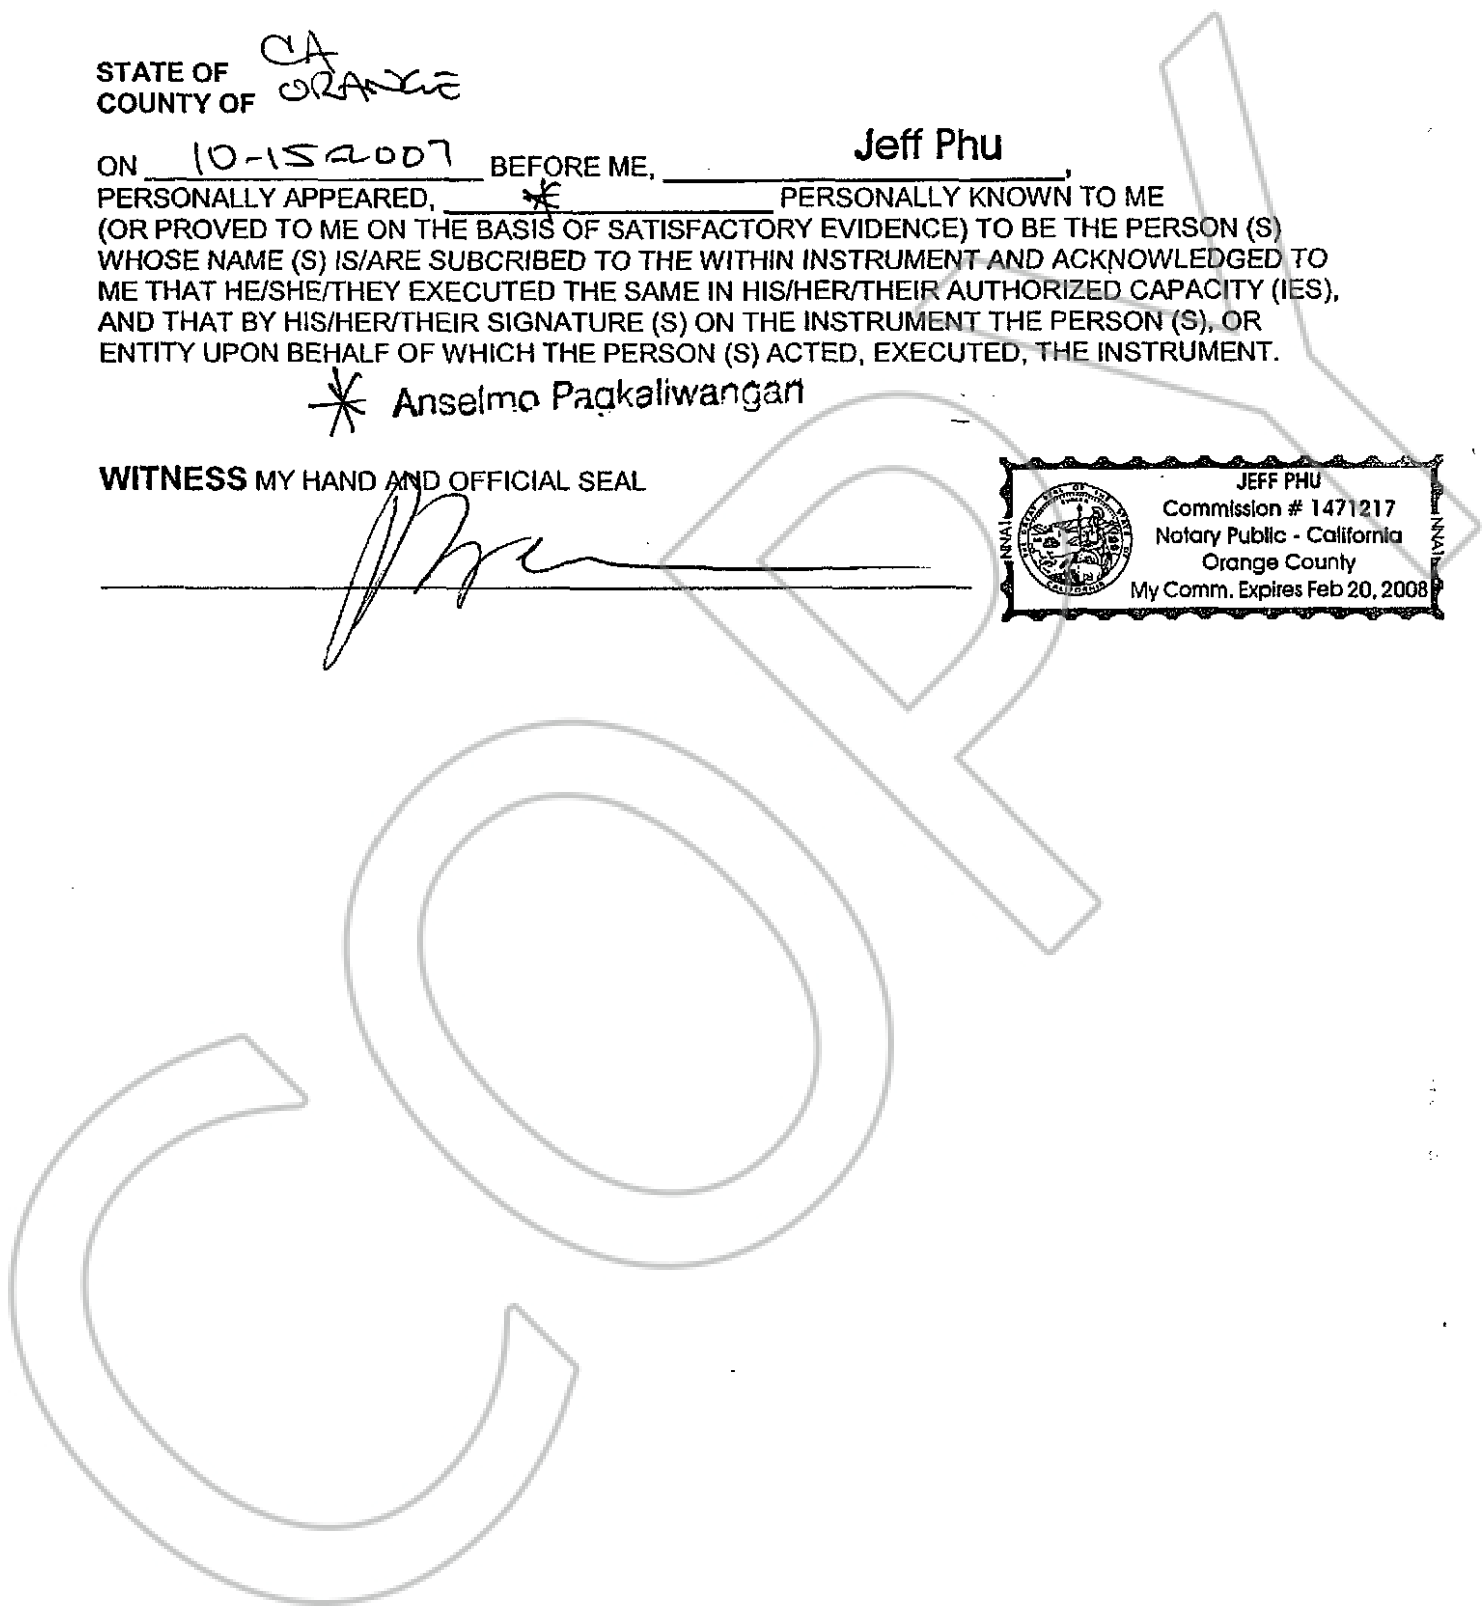 STATE OF CA
COUNTY OF ORANGE
ON 10-15-2007 BEFORE ME, Jeff Phu,
PERSONALLY APPEARED, * PERSONALLY KNOWN TO ME
(OR PROVED TO ME ON THE BASIS OF SATISFACTORY EVIDENCE) TO BE THE PERSON (S)
WHOSE NAME (S) IS/ARE SUBCRIBED TO THE WITHIN INSTRUMENT AND ACKNOWLEDGED TO
ME THAT HE/SHE/THEY EXECUTED THE SAME IN HIS/HER/THEIR AUTHORIZED CAPACITY (IES),
AND THAT BY HIS/HER/THEIR SIGNATURE (S) ON THE INSTRUMENT THE PERSON (S), OR
ENTITY UPON BEHALF OF WHICH THE PERSON (S) ACTED, EXECUTED, THE INSTRUMENT.
* Anselmo Pagkaliwangan
WITNESS MY HAND AND OFFICIAL SEAL
JEFF PHU
Commission # 1471217
Notary Public - California
Orange County
My Comm. Expires Feb 20, 2008
NNA1
NNA1
COPY